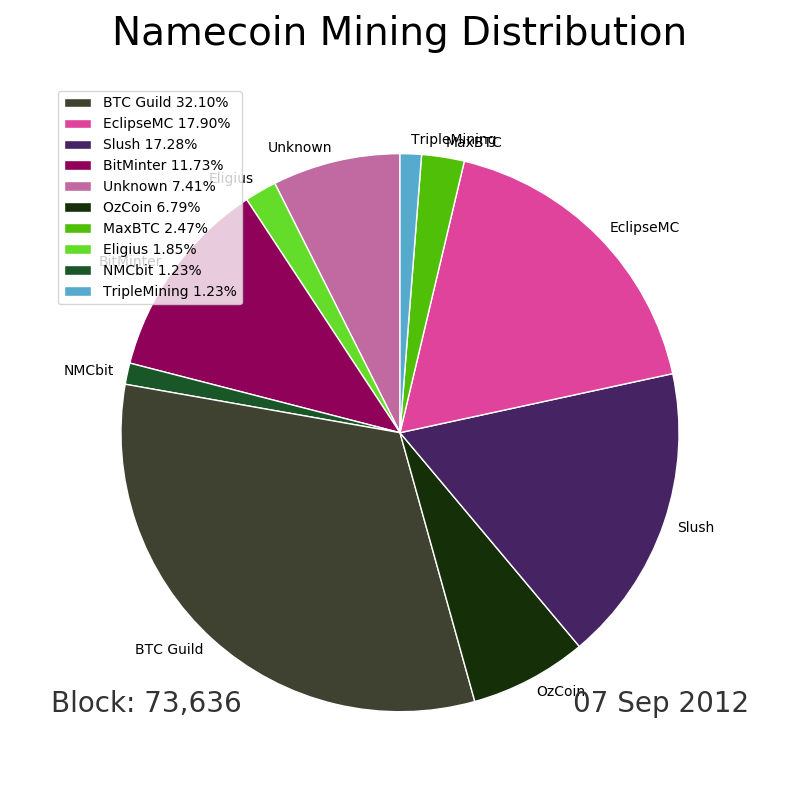 Namecoin Mining Distribution
BTC Guild 32.10%
EclipseMC 17.90%
Slush 17.28%
BitMinter 11.73%
Unknown 7.41%
OzCoin 6.79%
MaxBTC 2.47%
Eligius 1.85%
NMCbit 1.23%
TripleMining 1.23%
TripleMining
MaxBTC
Unknown
Eligius
EclipseMC
BitMinter
NMCbit
Slush
BTC Guild
OzCoin
Block: 73,636
07 Sep 2012